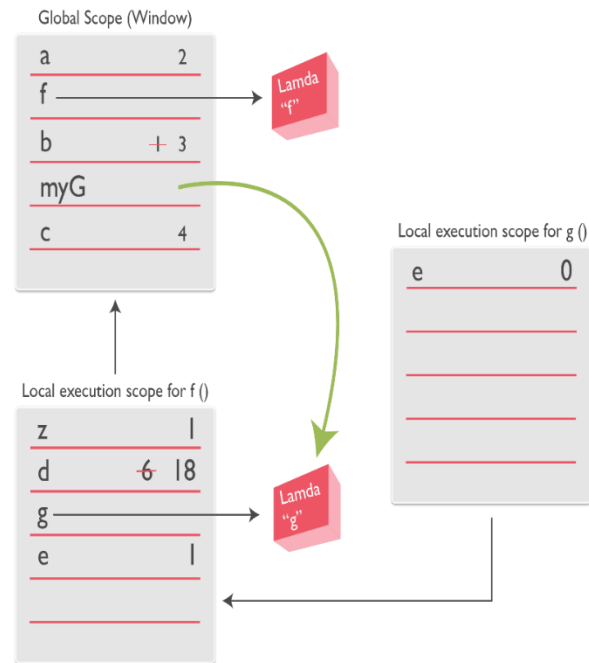 Global Scope (Window)
a 2
f
b 1 3
myG
c 4
Lamda
“f”
Local execution scope for g ()
e 0
Local execution scope for f ()
z 1
d 6 18
g
e 1
Lamda
“g”